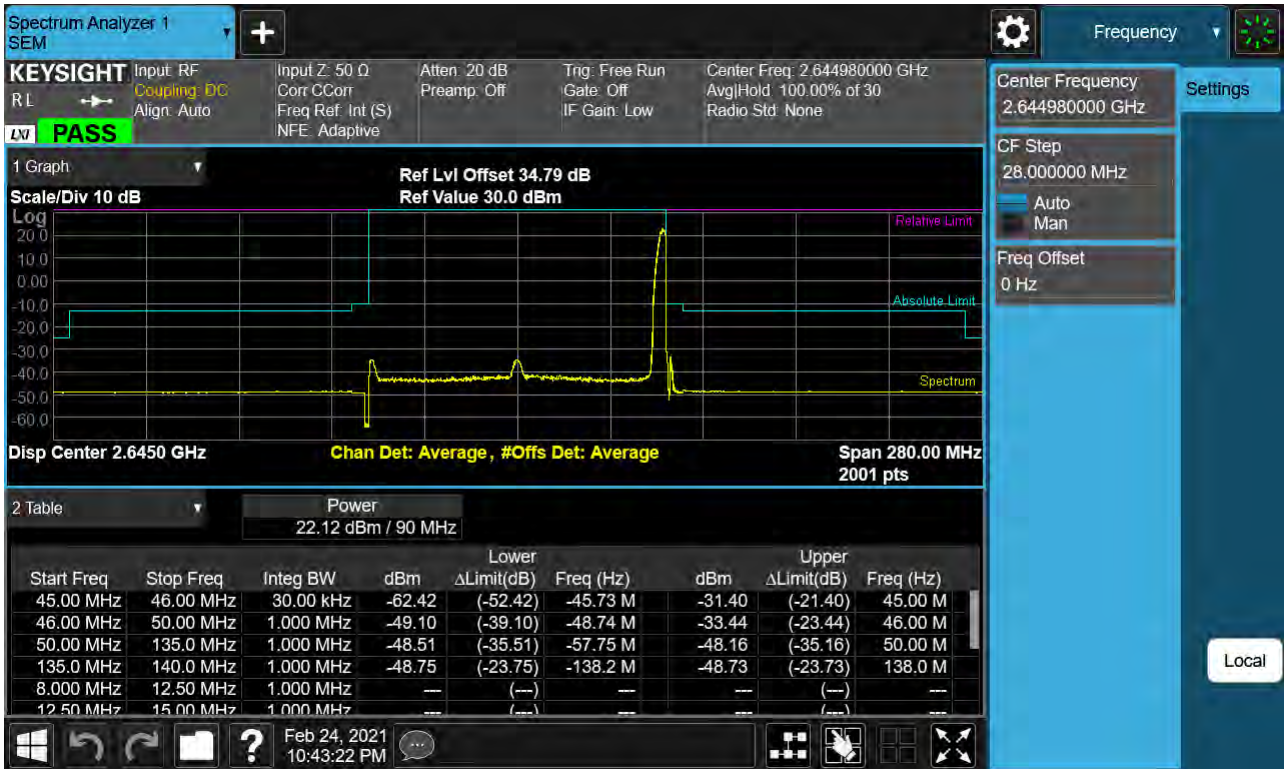 Spectrum Analyzer 1
SEM
Frequency
KEYSIGHT
R L
LXI
PASS
Input: RF
Coupling: DC
Align: Auto
Input Z: 50 Ω
Corr CCorr
Freq Ref: Int (S)
NFE: Adaptive
Atten: 20 dB
Preamp: Off
Trig: Free Run
Gate: Off
IF Gain: Low
Center Freq: 2.644980000 GHz
Avg|Hold: 100.00% of 30
Radio Std: None
Center Frequency
2.644980000 GHz
Settings
CF Step
28.000000 MHz
Auto
Man
Freq Offset
0 Hz
1 Graph
Scale/Div 10 dB
Ref Lvl Offset 34.79 dB
Ref Value 30.0 dBm
Log
20.0
10.0
0.00
-10.0
-20.0
-30.0
-40.0
-50.0
-60.0
Relative Limit
Absolute Limit
Spectrum
Disp Center 2.6450 GHz
Chan Det: Average, #Offs Det: Average
Span 280.00 MHz
2001 pts
2 Table
Power
22.12 dBm / 90 MHz
Lower Upper
Start Freq Stop Freq Integ BW dBm ΔLimit(dB) Freq (Hz) dBm ΔLimit(dB) Freq (Hz)
45.00 MHz 46.00 MHz 30.00 kHz -62.42 (-52.42) -45.73 M -31.40 (-21.40) 45.00 M
46.00 MHz 50.00 MHz 1.000 MHz -49.10 (-39.10) -48.74 M -33.44 (-23.44) 46.00 M
50.00 MHz 135.0 MHz 1.000 MHz -48.51 (-35.51) -57.75 M -48.16 (-35.16) 50.00 M
135.0 MHz 140.0 MHz 1.000 MHz -48.75 (-23.75) -138.2 M -48.73 (-23.73) 138.0 M
8.000 MHz 12.50 MHz 1.000 MHz --- (---) --- --- (---) ---
12.50 MHz 15.00 MHz 1.000 MHz --- (---) --- --- (---) ---
Local
?
Feb 24, 2021
10:43:22 PM